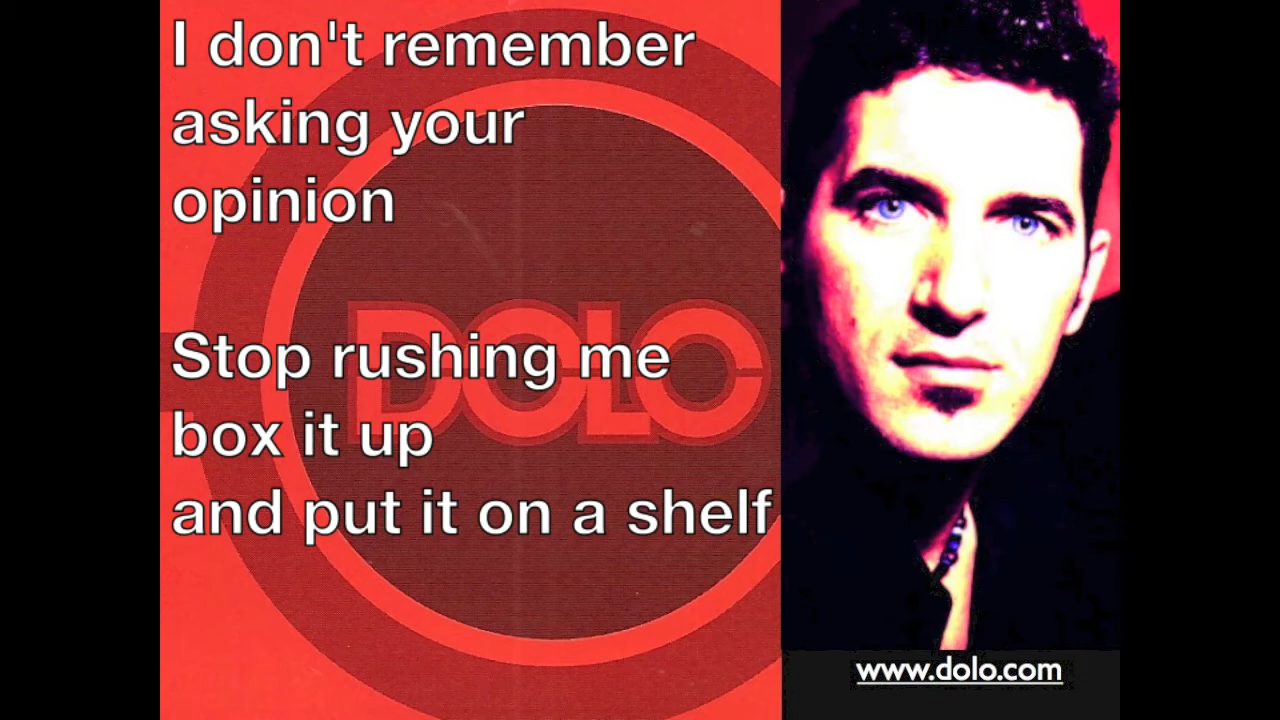 I don't remember
asking your
opinion
Stop rushing me
box it up
and put it on a shelf
DOLO
www.dolo.com